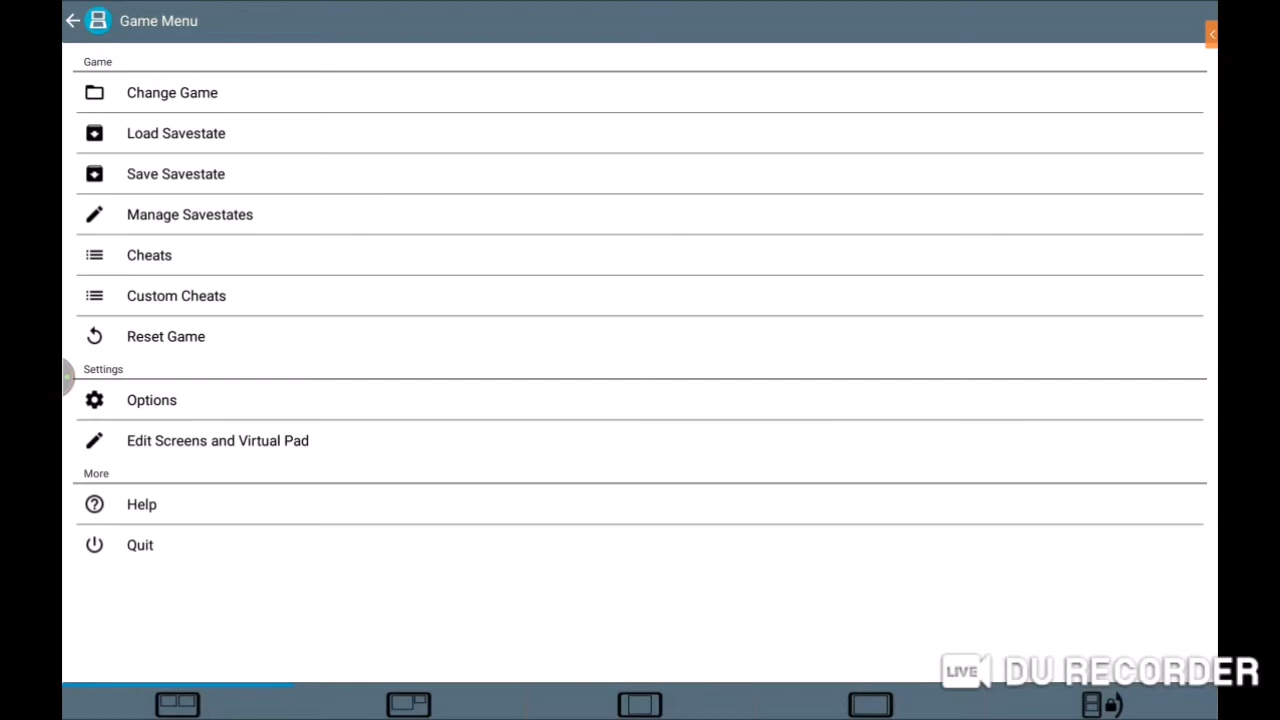 Game Menu
Game
Change Game
Load Savestate
Save Savestate
Manage Savestates
Cheats
Custom Cheats
Reset Game
Settings
Options
Edit Screens and Virtual Pad
More
Help
Quit
LIVE DU RECORDER